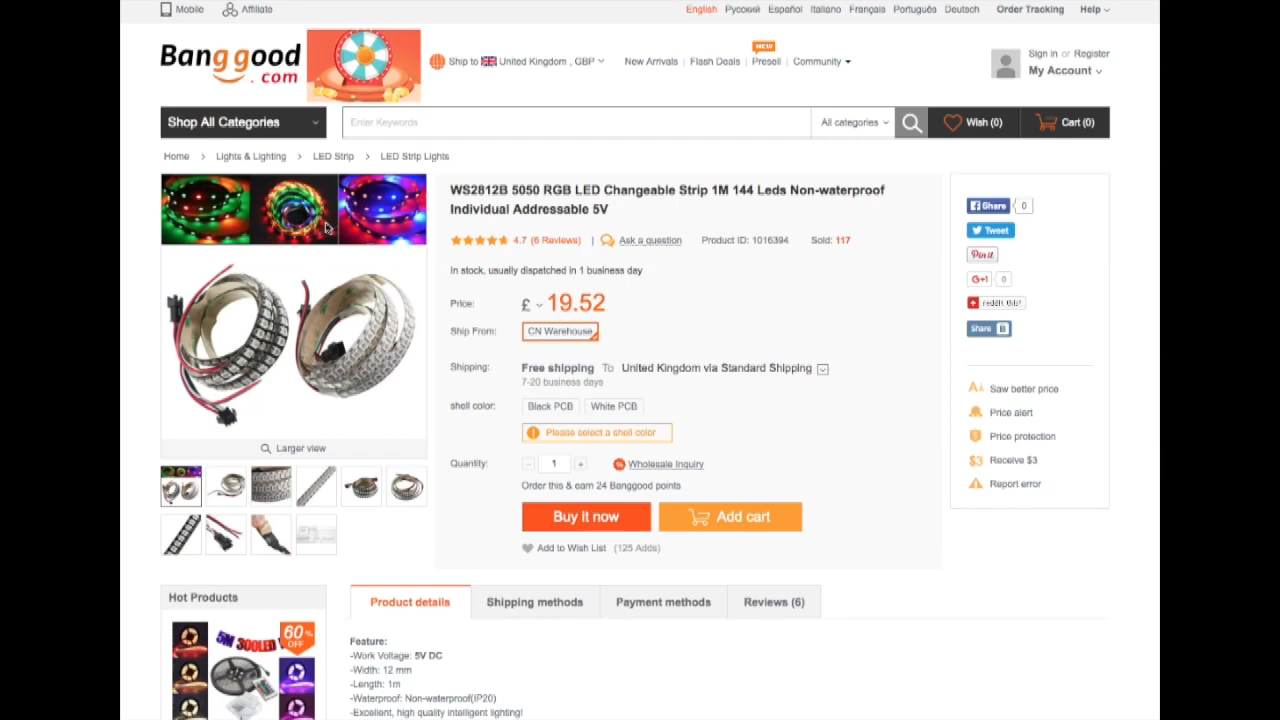 Mobile
Affiliate
English Русский Español Italiano Français Português Deutsch
Order Tracking
Help
Banggood
.com
Ship to United Kingdom , GBP
New Arrivals | Flash Deals | Presell | Community
NEW
Sign in or Register
My Account
Shop All Categories
Enter Keywords
All categories
Wish (0)
Cart (0)
Home > Lights & Lighting > LED Strip > LED Strip Lights
WS2812B 5050 RGB LED Changeable Strip 1M 144 Leds Non-waterproof
Individual Addressable 5V
4.7 (6 Reviews) | Ask a question Product ID: 1016394 Sold: 117
In stock, usually dispatched in 1 business day
Price: £ 19.52
Ship From: CN Warehouse
Shipping: Free shipping To United Kingdom via Standard Shipping
7-20 business days
shell color: Black PCB White PCB
Please select a shell color
Quantity: - 1 + Wholesale Inquiry
Order this & earn 24 Banggood points
Buy it now
Add cart
Add to Wish List (125 Adds)
Share 0
Tweet
Pin it
G+1 0
reddit this!
Share B
Saw better price
Price alert
Price protection
$3 Receive $3
Report error
Larger view
Hot Products
60% OFF
5M 300LED
Product details
Shipping methods
Payment methods
Reviews (6)
Feature:
-Work Voltage: 5V DC
-Width: 12 mm
-Length: 1m
-Waterproof: Non-waterproof(IP20)
-Excellent, high quality intelligent lighting!